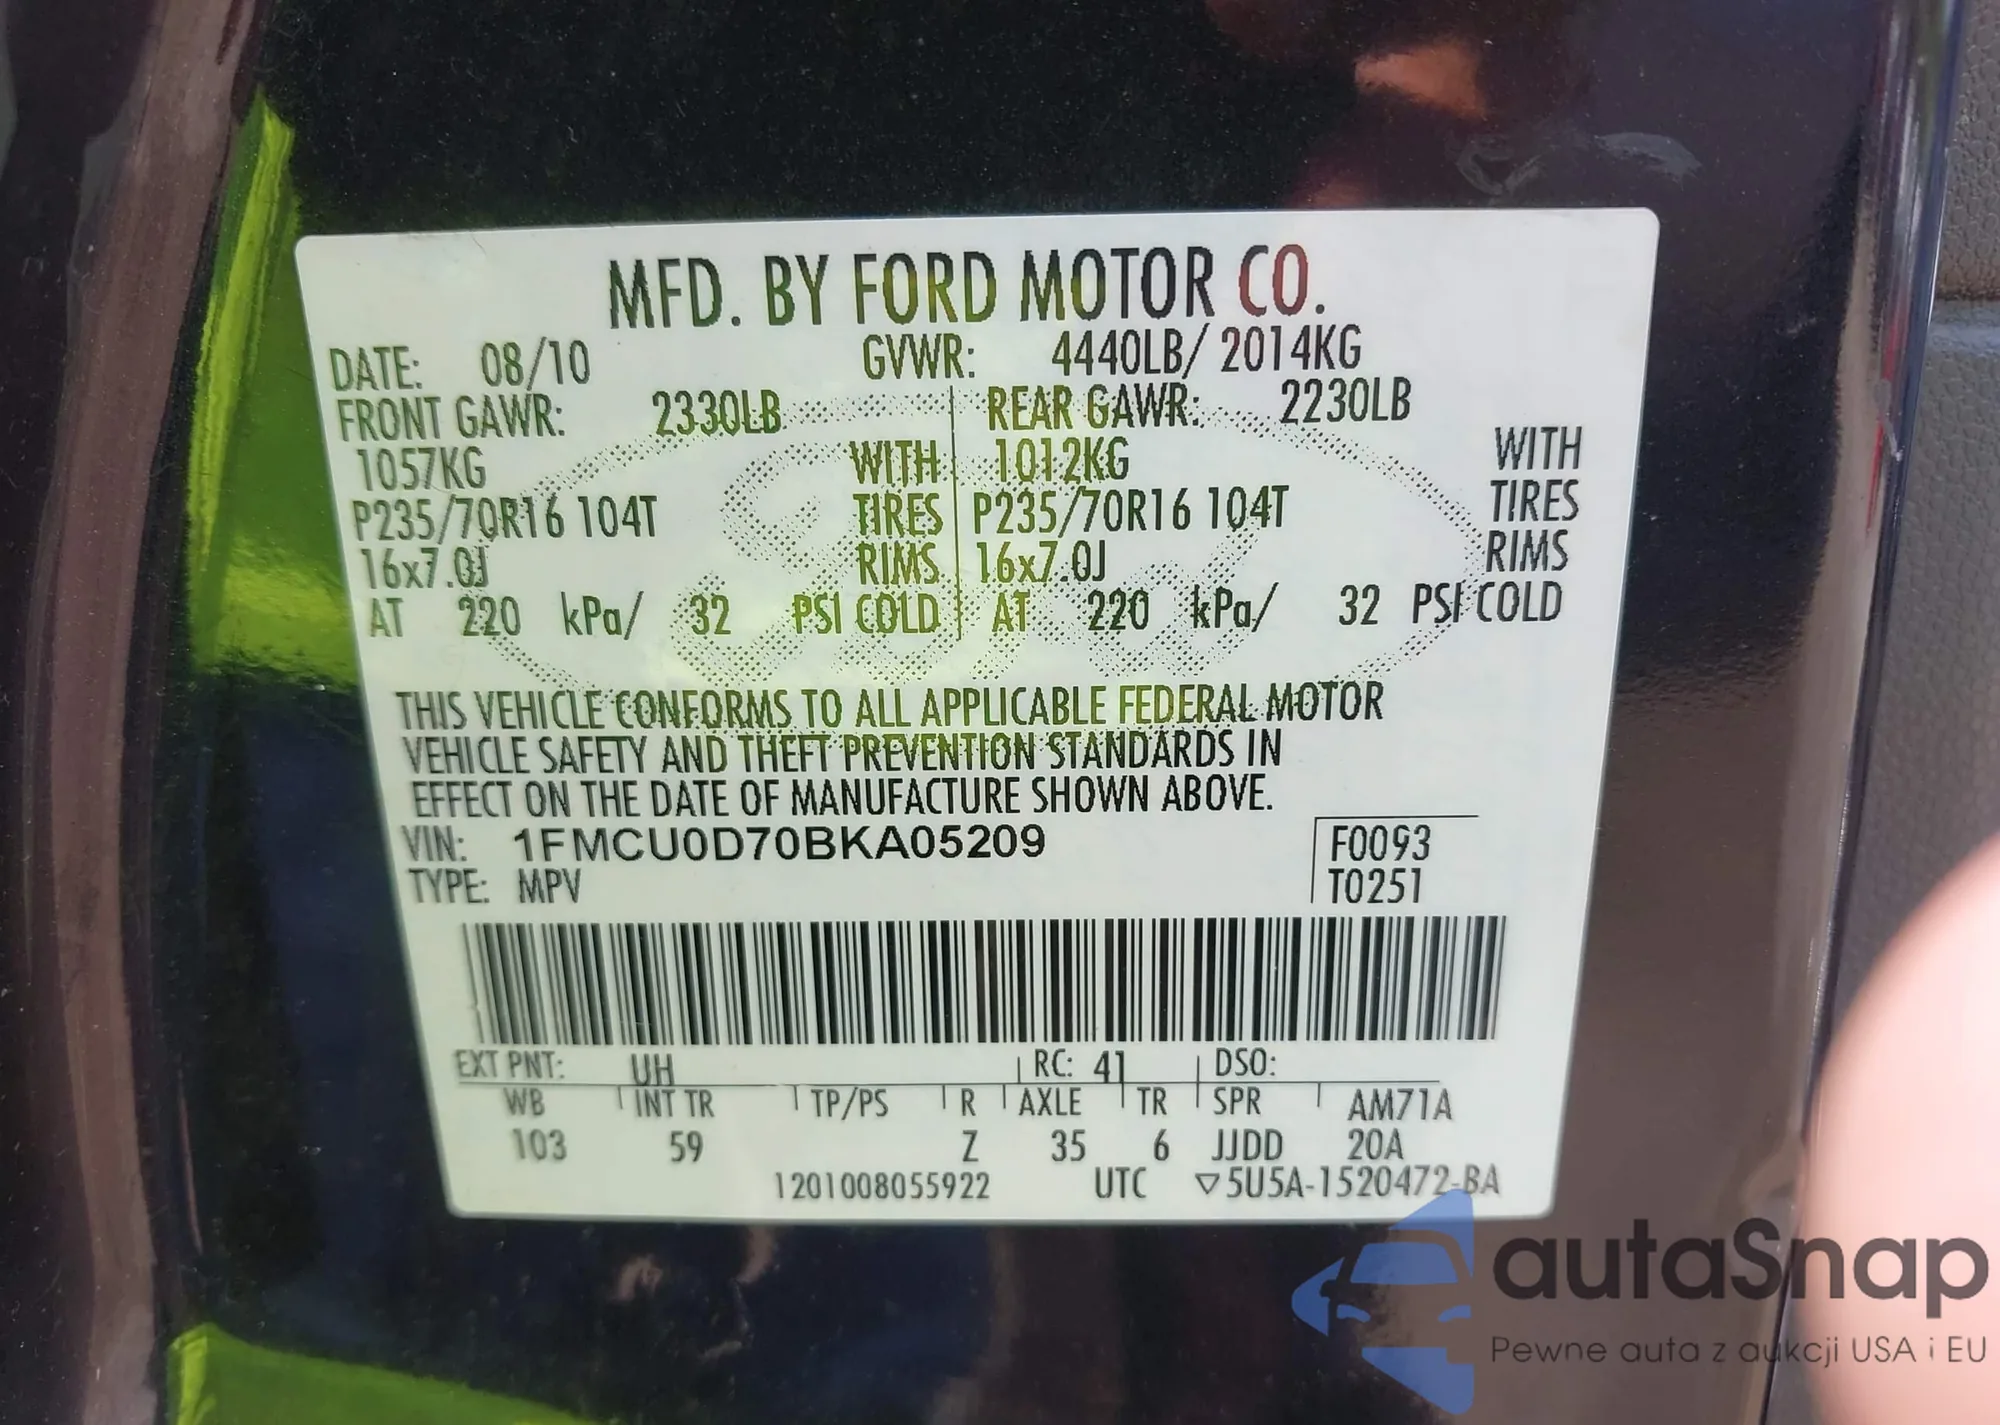 MFD. BY FORD MOTOR CO.
DATE: 08/10 GVWR: 4440LB/ 2014KG
FRONT GAWR: 2330LB REAR GAWR: 2230LB
1057KG WITH 1012KG WITH
P235/70R16 104T TIRES P235/70R16 104T TIRES
16x7.0J RIMS 16x7.0J RIMS
AT 220 kPa/ 32 PSI COLD AT 220 kPa/ 32 PSI COLD
THIS VEHICLE CONFORMS TO ALL APPLICABLE FEDERAL MOTOR
VEHICLE SAFETY AND THEFT PREVENTION STANDARDS IN
EFFECT ON THE DATE OF MANUFACTURE SHOWN ABOVE.
VIN: 1FMCU0D70BKA05209 F0093
TYPE: MPV T0251
EXT PNT: UH RC: 41 DSO:
WB INT TR TP/PS R AXLE TR SPR AM71A
103 59 Z 35 6 JJDD 20A
1201008055922 UTC ▽5U5A-1520472-BA
autaSnap
Pewne auta z aukcji USA i EU